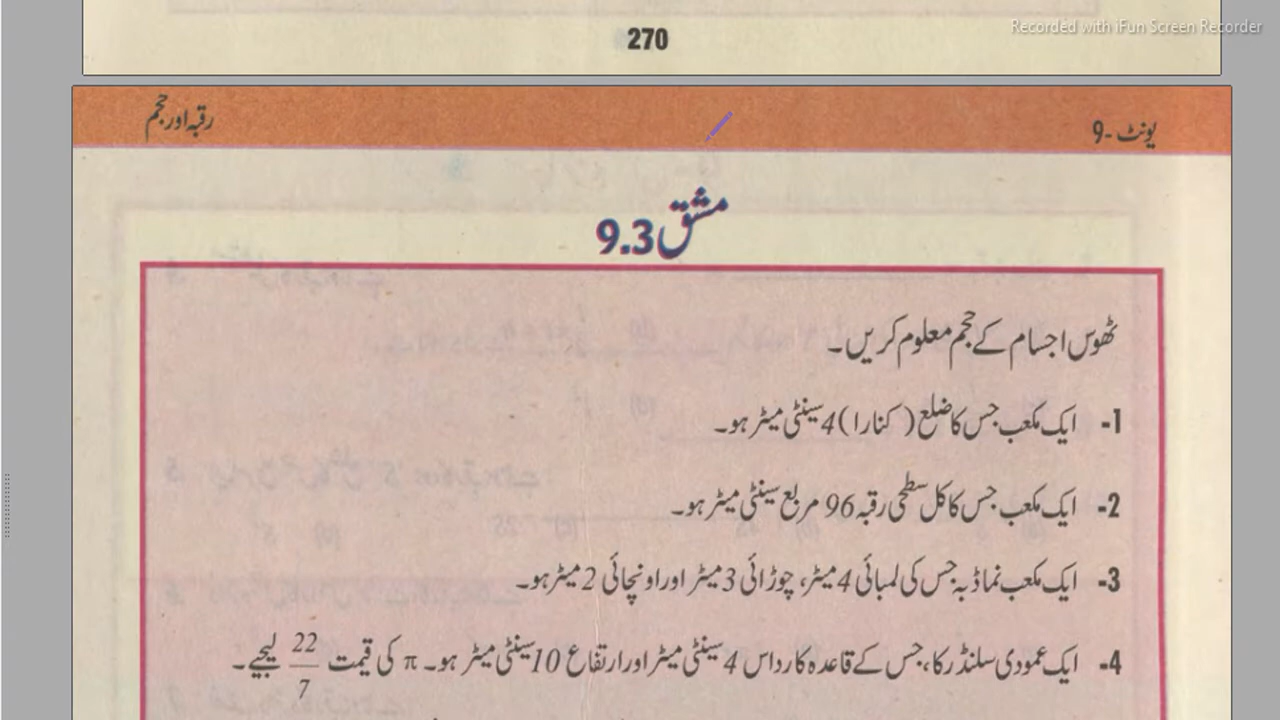 270
Recorded with iFun Screen Recorder
یونٹ -9 رقبہ اور حجم
مشق 9.3
ٹھوس اجسام کے حجم معلوم کریں۔
1- ایک مکعب جس کا ضلع (کنارا) 4 سینٹی میٹر ہو۔
2- ایک مکعب جس کا کل سطحی رقبہ 96 مربع سینٹی میٹر ہو۔
3- ایک مکعب نما ڈبہ جس کی لمبائی 4 میٹر، چوڑائی 3 میٹر اور اونچائی 2 میٹر ہو۔
4- ایک عمودی سلنڈر کا، جس کے قاعدہ کا رداس 4 سینٹی میٹر اور ارتفاع 10 سینٹی میٹر ہو۔ π کی قیمت 22/7 لیجیے۔